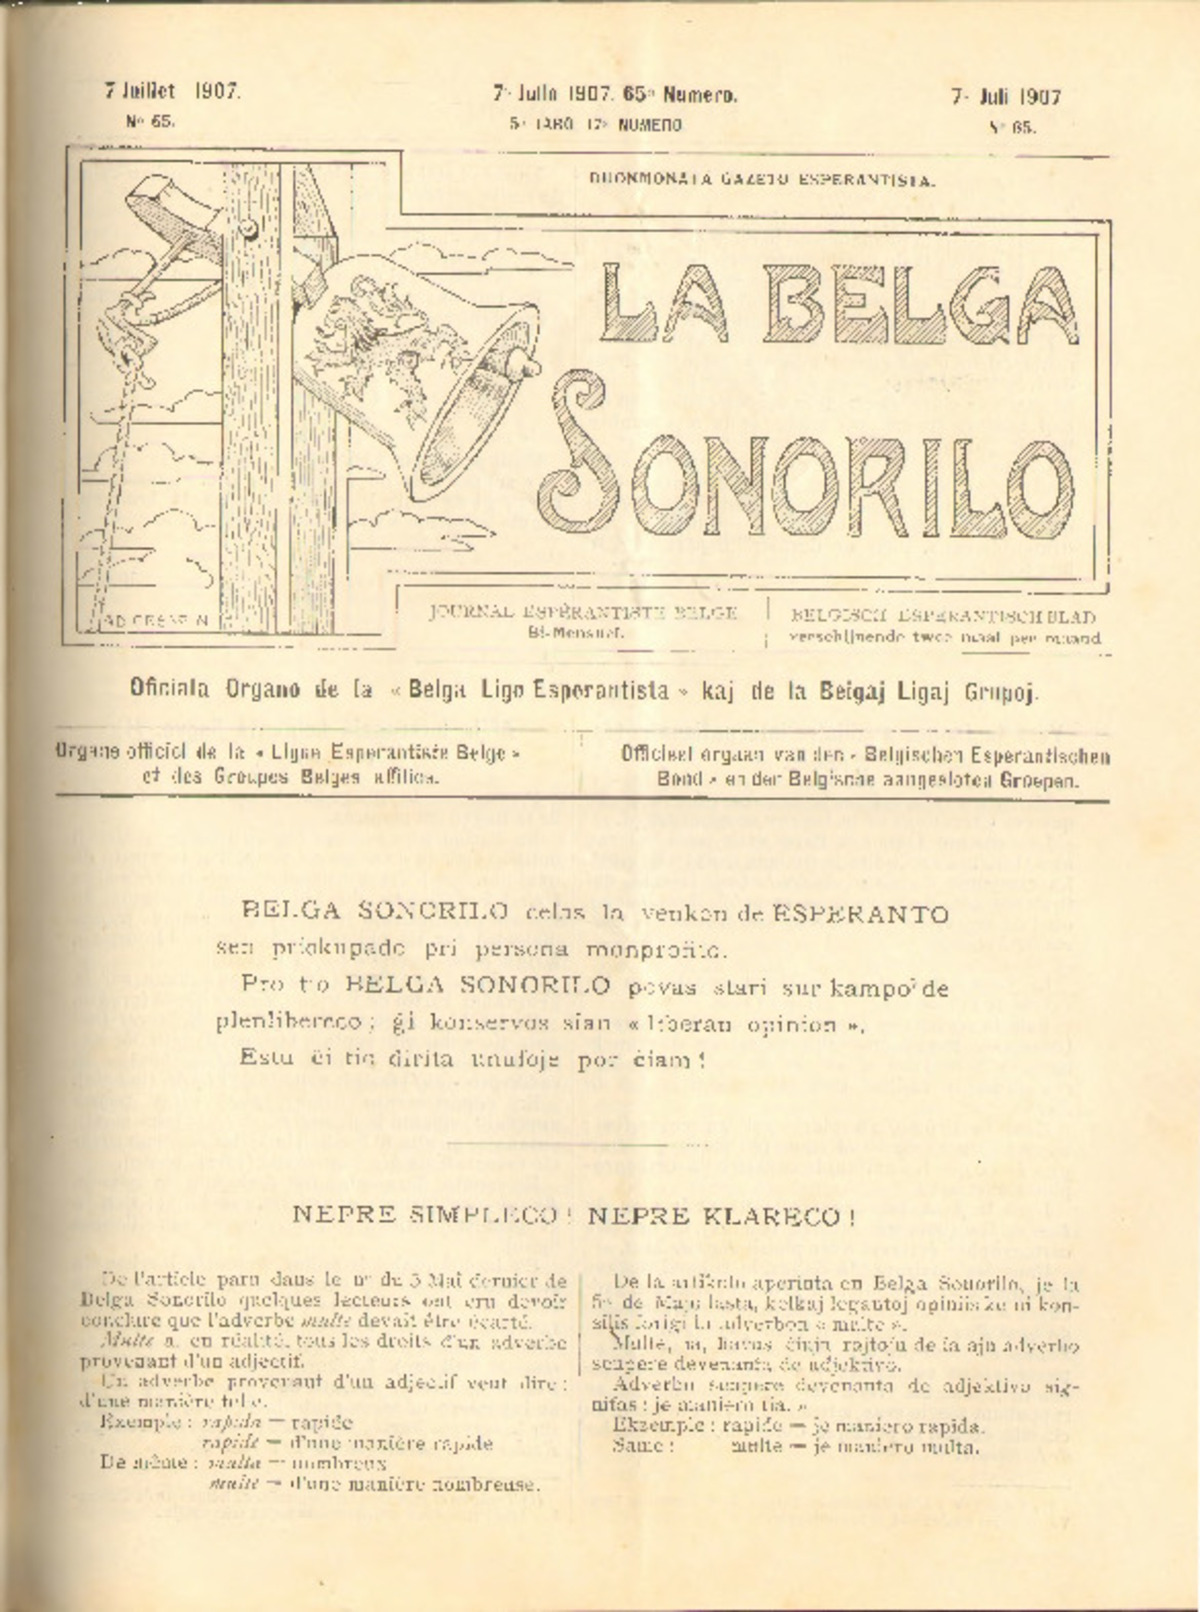 7 Juillet 1907.
7ᵃ Julio 1907. 65ᵃ Numero.
7ⁿ Juli 1907
Nº 65.
5ᵃ JARO 17ᵃ NUMERO
Nº 65.
DUONMONATA GAZETO ESPERANTISTA.
LA BELGA
SONORILO
JOURNAL ESPÉRANTISTE BELGE
Bi-Mensuel.
BELGISCH ESPERANTISCH BLAD
verschijnende twee maal per maand
Oficiala Organo de la « Belga Ligo Esperantista » kaj de la Belgaj Ligaj Grupoj.
Organe officiel de la « Ligue Espérantiste Belge »
et des Groupes Belges affiliés.
Officieel orgaan van den « Belgischen Esperantischen
Bond » en der Belgische aangesloten Groepen.
BELGA SONORILO celas la venkon de ESPERANTO
sen priokupado pri persona monprofito.
Pro tio BELGA SONORILO povas stari sur kampo de
plenlibereco ; ĝi konservos sian « liberan opinion ».
Estu ĉi tio dirita unufoje por ĉiam !
NEPRE SIMPLECO ! NEPRE KLARECO !
De l'article paru dans le nº du 5 Mai dernier de
Belga Sonorilo quelques lecteurs ont cru devoir
conclure que l'adverbe multe devait être écarté.
Multe a, en réalité, tous les droits d'un adverbe
provenant d'un adjectif.
Un adverbe provenant d'un adjectif veut dire :
d'une manière telle.
Exemple : rapida = rapide
rapide = d'une manière rapide
De même : multa = nombreux
multe = d'une manière nombreuse.
De la artikolo aperinta en Belga Sonorilo, je la
5ᵃ de Majo lasta, kelkaj legantoj opiniis ke ni kon-
silis forigi la adverbon « multe ».
Multe, ja, havas ĉiujn rajtojn de la ajn adverbo
senpere devenanta de adjektivo.
Adverbo senpere devenanta de adjektivo sig-
nifas : je maniero tia. »
Ekzemple : rapide = je maniero rapida.
Same : multe = je maniero multa.